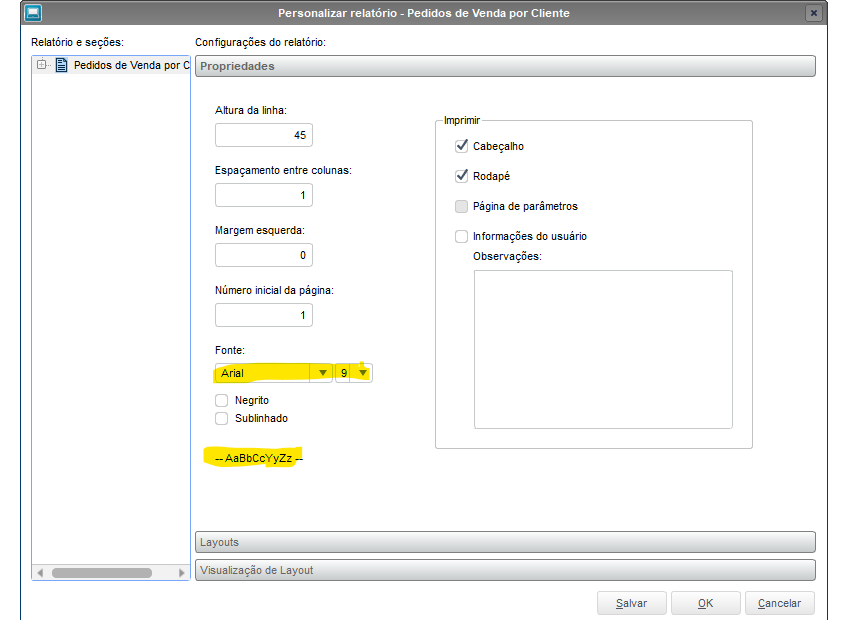 Personalizar relatório - Pedidos de Venda por Cliente
Relatório e seções:
Pedidos de Venda por C
Configurações do relatório:
Propriedades
Altura da linha:
45
Espaçamento entre colunas:
1
Margem esquerda:
0
Número inicial da página:
1
Fonte:
Arial 9
Negrito
Sublinhado
-- AaBbCcYyZz --
Imprimir
Cabeçalho
Rodapé
Página de parâmetros
Informações do usuário
Observações:
Layouts
Visualização de Layout
Salvar OK Cancelar